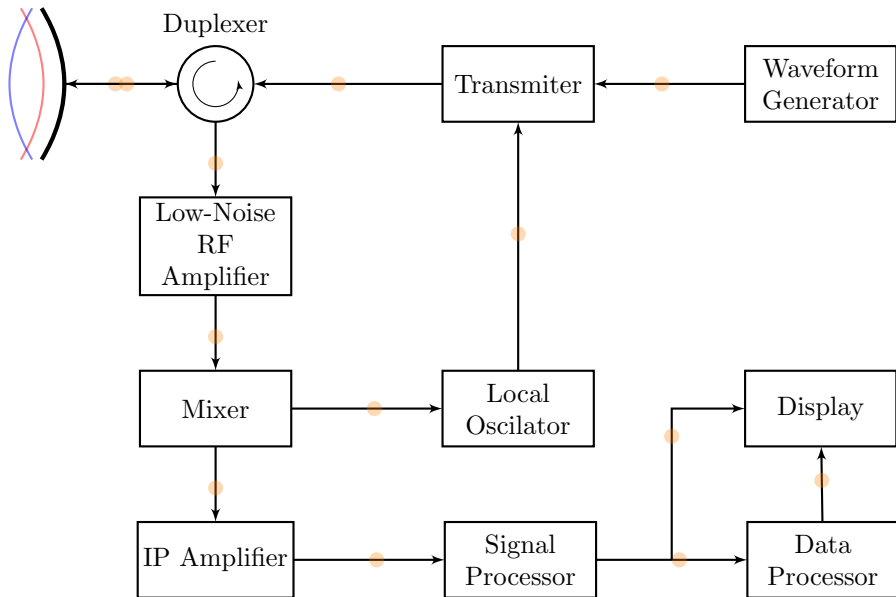 Duplexer
Transmiter
Waveform
Generator
Low-Noise
RF
Amplifier
Mixer
Local
Oscilator
Display
IP Amplifier
Signal
Processor
Data
Processor